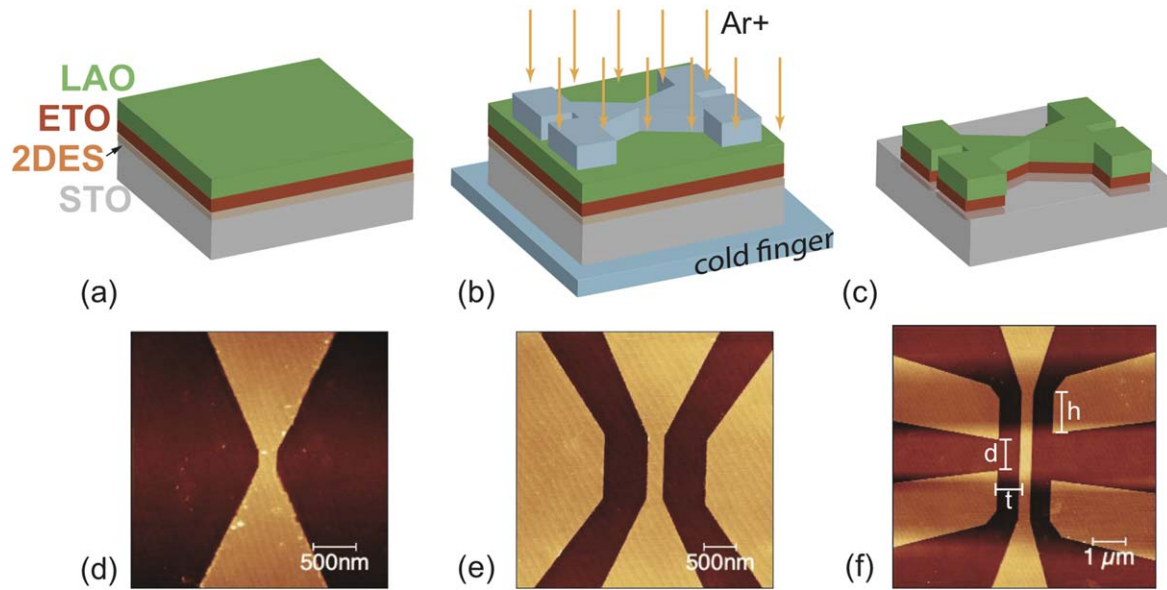 LAO
ETO
2DES
STO
(a)
Ar+
cold finger
(b)
(c)
500nm
(d)
500nm
(e)
h
d
t
1 µm
(f)